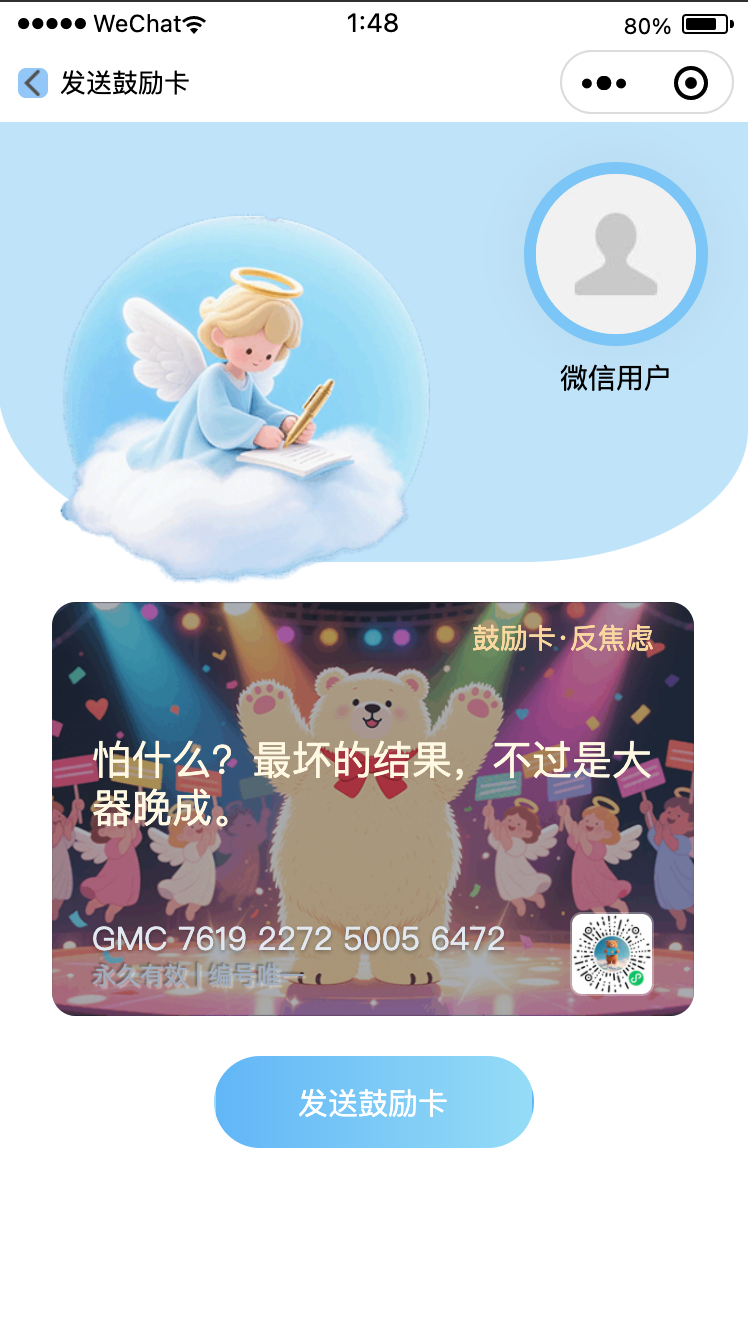 WeChat
1:48
80%
发送鼓励卡
微信用户
鼓励卡·反焦虑
怕什么？最坏的结果，不过是大
器晚成。
GMC 7619 2272 5005 6472
永久有效 | 编号唯一
发送鼓励卡